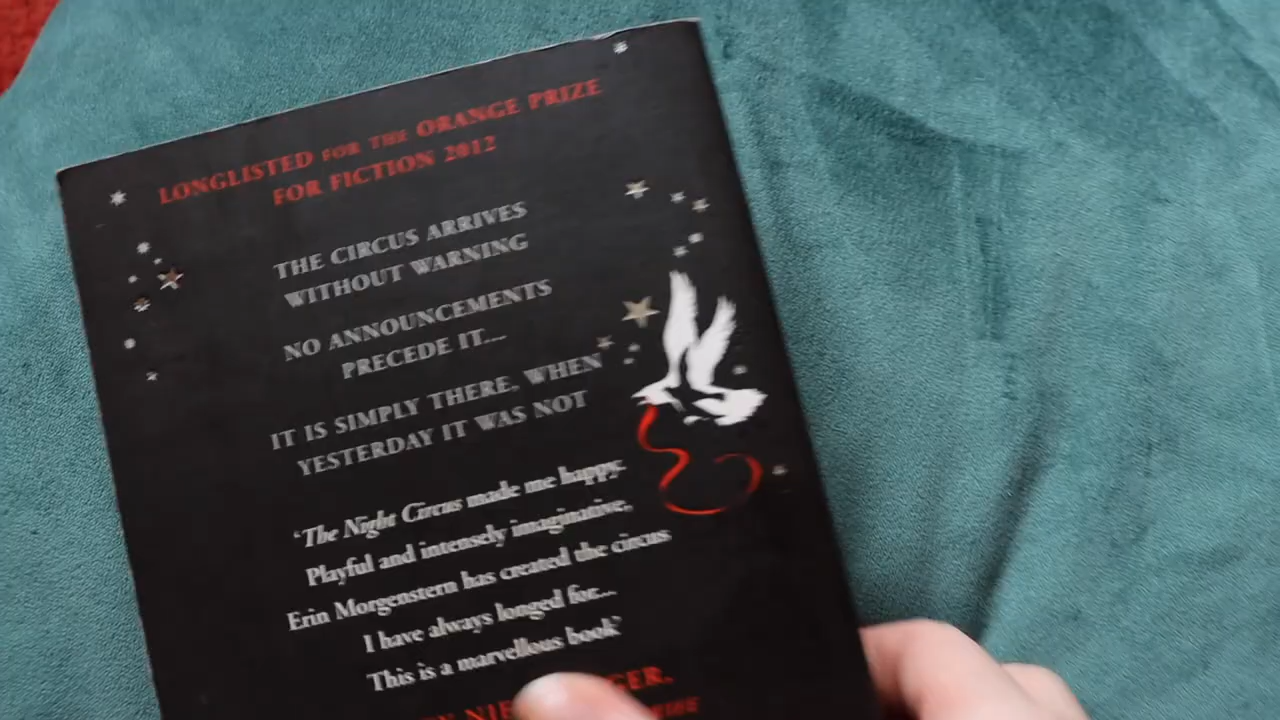 LONGLISTED FOR THE ORANGE PRIZE
FOR FICTION 2012
THE CIRCUS ARRIVES
WITHOUT WARNING
NO ANNOUNCEMENTS
PRECEDE IT...
IT IS SIMPLY THERE, WHEN
YESTERDAY IT WAS NOT
'The Night Circus made me happy.
Playful and intensely imaginative,
Erin Morgenstern has created the circus
I have always longed for...
This is a marvellous book'